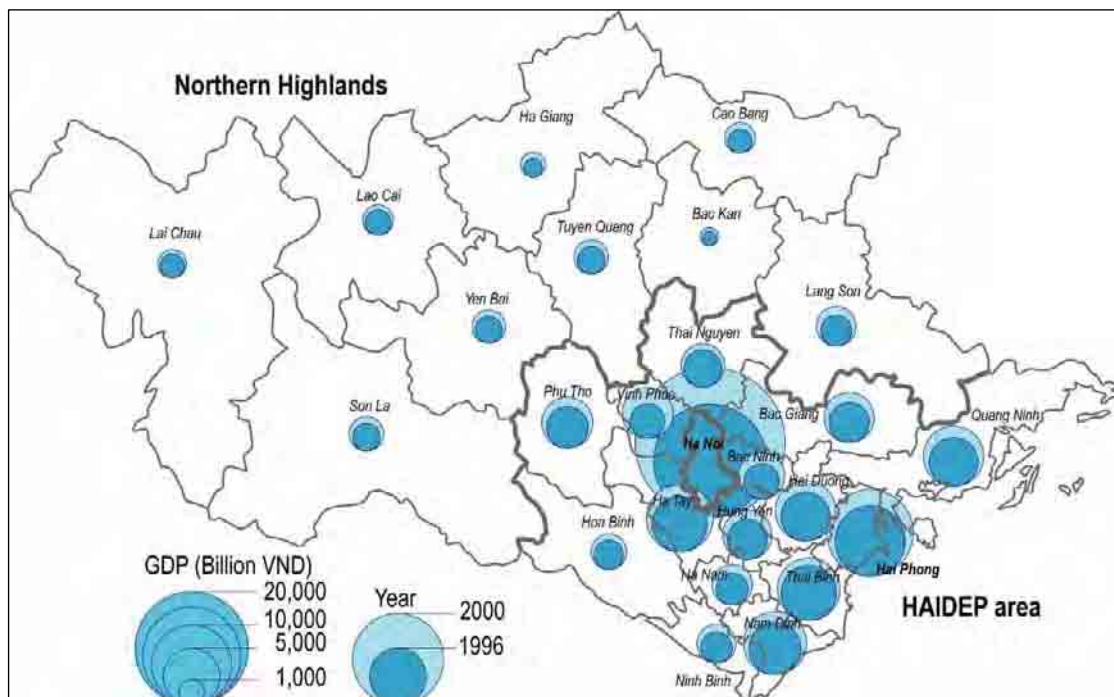 Northern Highlands
Ha Giang
Cao Bang
Lao Cai
Bac Kan
Lai Chau
Tuyen Quang
Yen Bai
Lang Son
Thai Nguyen
Phu Tho
Vinh Phuc
Son La
Bac Giang
Quang Ninh
Ha Noi
Bac Ninh
Hai Duong
Ha Tay
Hung Yen
Hoa Binh
Hai Phong
Ha Nam
Thai Binh
HAIDEP area
Nam Dinh
Ninh Binh
GDP (Billion VND)
20,000
10,000
5,000
1,000
Year
2000
1996